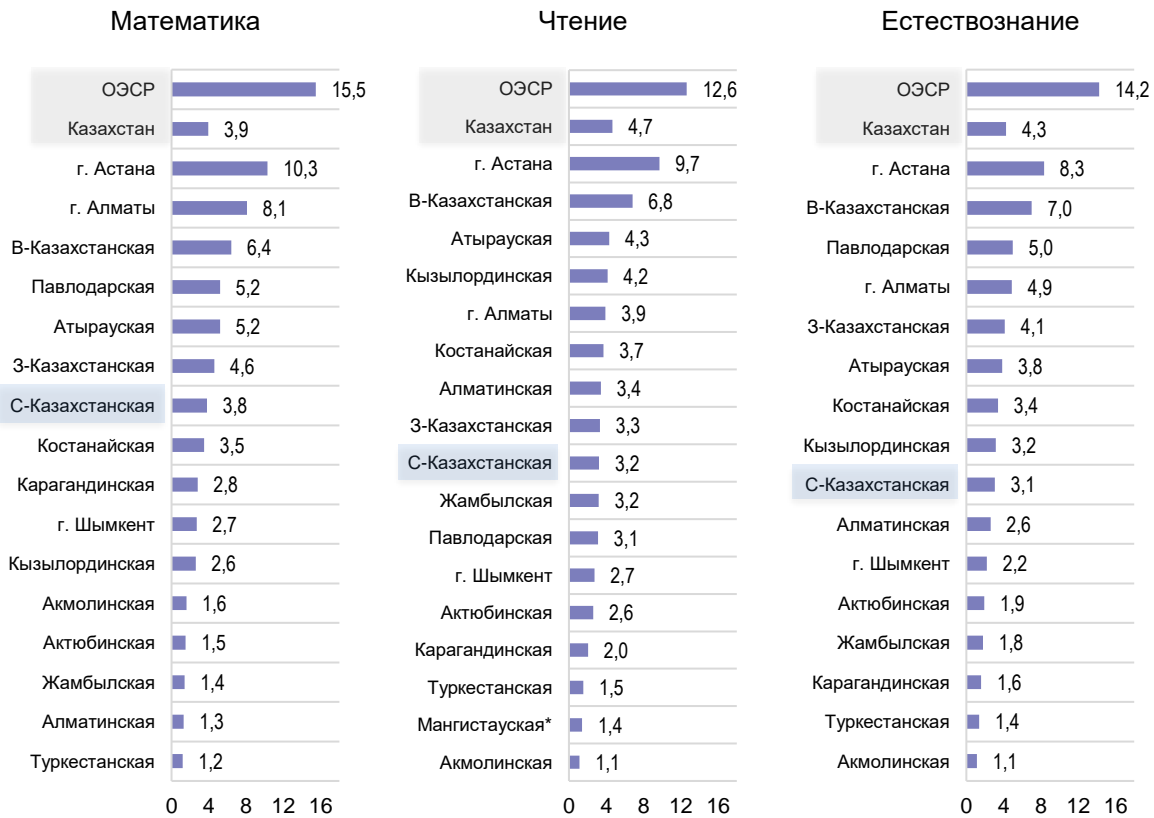 Математика
ОЭСР 15,5
Казахстан 3,9
г. Астана 10,3
г. Алматы 8,1
В-Казахстанская 6,4
Павлодарская 5,2
Атырауская 5,2
З-Казахстанская 4,6
С-Казахстанская 3,8
Костанайская 3,5
Карагандинская 2,8
г. Шымкент 2,7
Кызылординская 2,6
Акмолинская 1,6
Актюбинская 1,5
Жамбылская 1,4
Алматинская 1,3
Туркестанская 1,2
0 4 8 12 16
Чтение
ОЭСР 12,6
Казахстан 4,7
г. Астана 9,7
В-Казахстанская 6,8
Атырауская 4,3
Кызылординская 4,2
г. Алматы 3,9
Костанайская 3,7
Алматинская 3,4
З-Казахстанская 3,3
С-Казахстанская 3,2
Жамбылская 3,2
Павлодарская 3,1
г. Шымкент 2,7
Актюбинская 2,6
Карагандинская 2,0
Туркестанская 1,5
Мангистауская* 1,4
Акмолинская 1,1
0 4 8 12 16
Естествознание
ОЭСР 14,2
Казахстан 4,3
г. Астана 8,3
В-Казахстанская 7,0
Павлодарская 5,0
г. Алматы 4,9
З-Казахстанская 4,1
Атырауская 3,8
Костанайская 3,4
Кызылординская 3,2
С-Казахстанская 3,1
Алматинская 2,6
г. Шымкент 2,2
Актюбинская 1,9
Жамбылская 1,8
Карагандинская 1,6
Туркестанская 1,4
Акмолинская 1,1
0 4 8 12 16